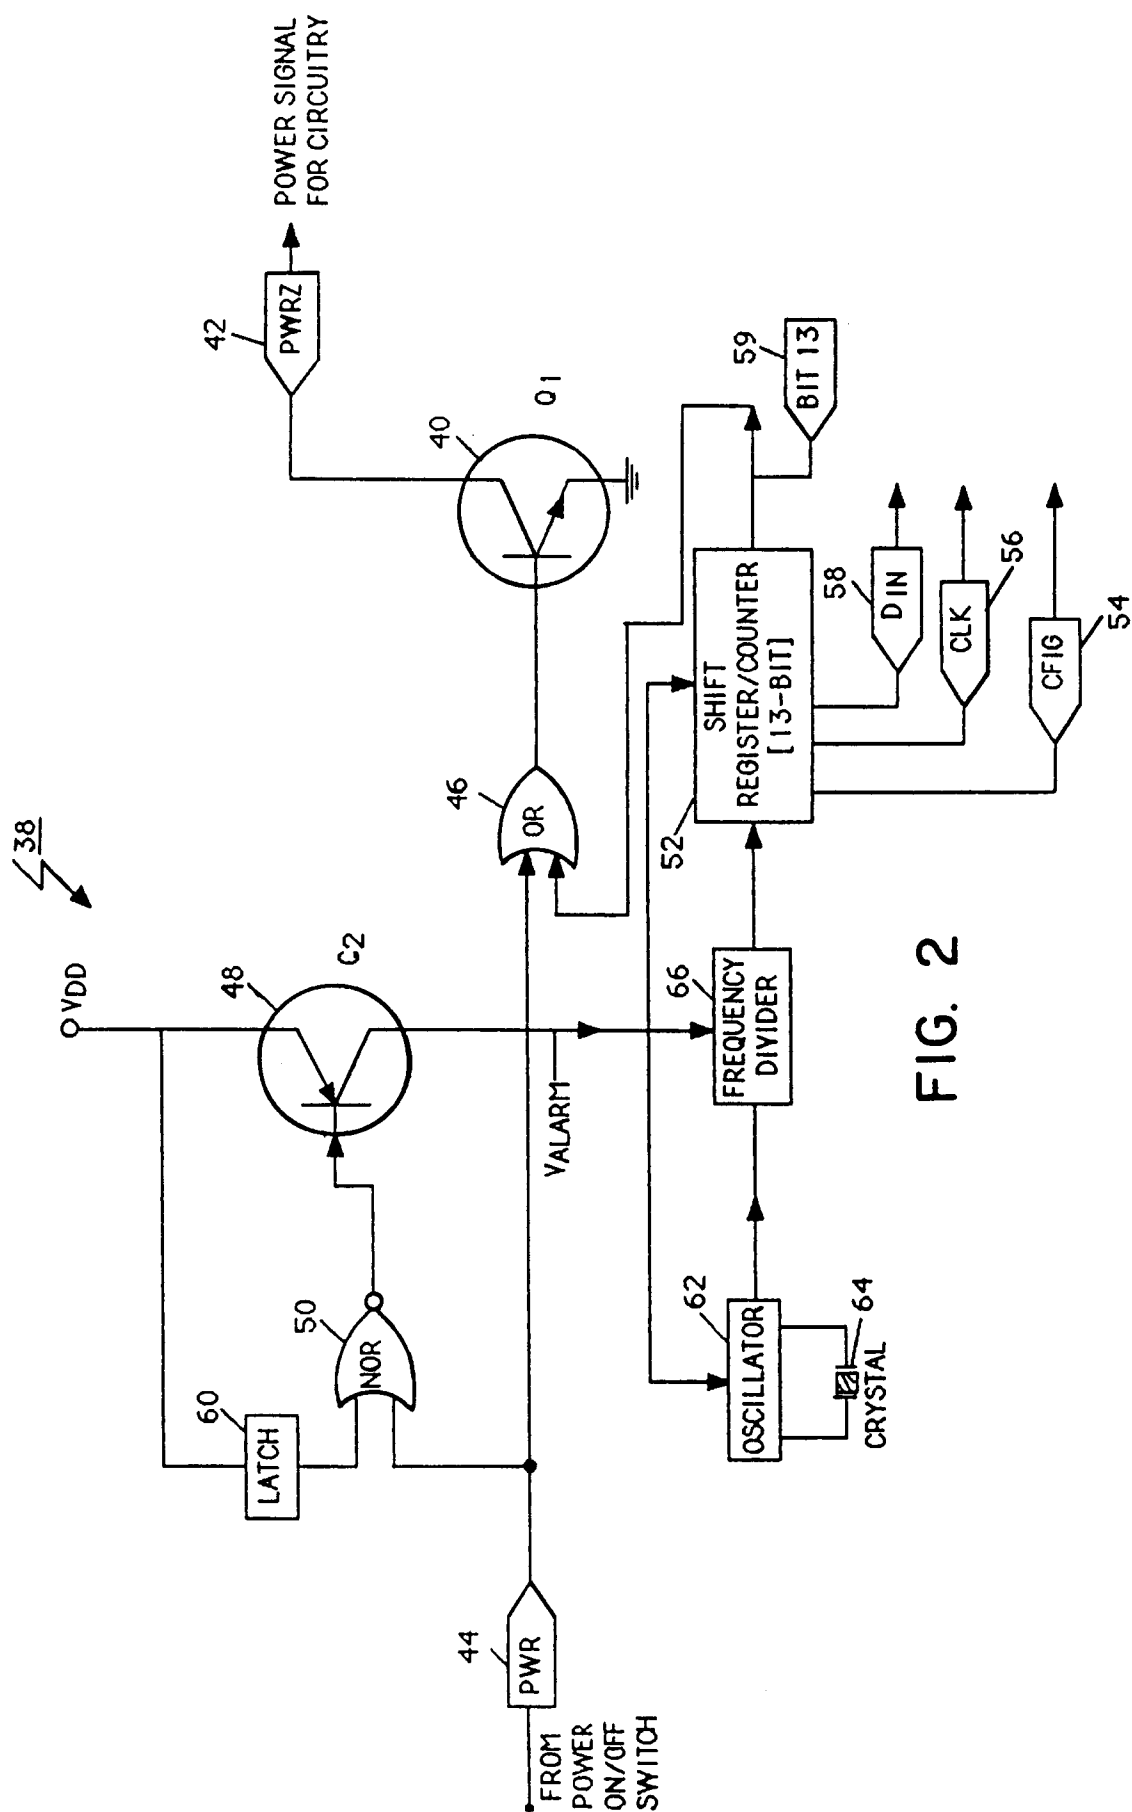 38
VDD
48
C2
60
LATCH
50
NOR
44
PWR
FROM
POWER
ON/OFF
SWITCH
VALARM
46
OR
40
Q1
42
PWRZ
POWER SIGNAL
FOR CIRCUITRY
62
OSCILLATOR
64
CRYSTAL
66
FREQUENCY
DIVIDER
52
SHIFT
REGISTER/COUNTER
[13-BIT]
59
BIT 13
58
DIN
CLK
56
CFIG
54
FIG. 2